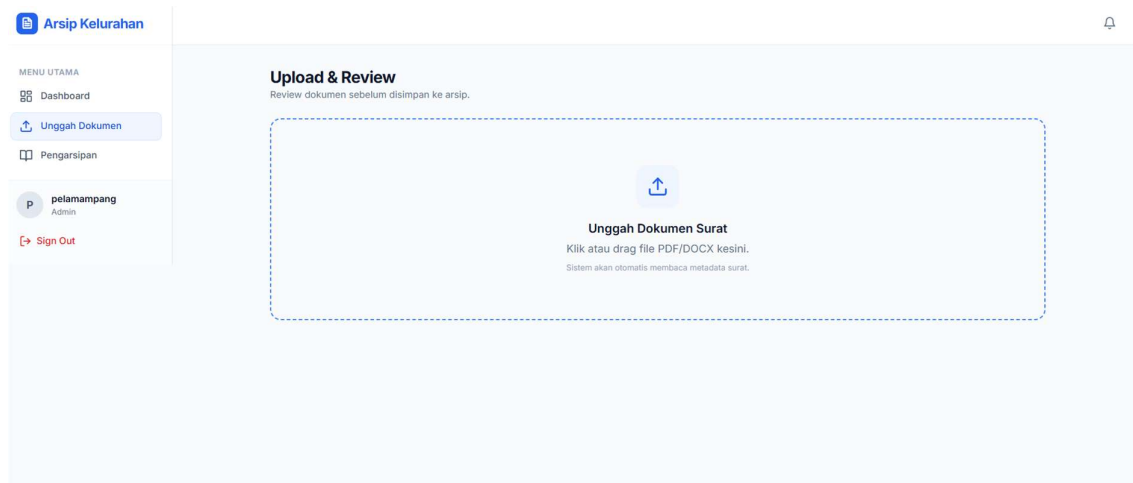 Arsip Kelurahan
MENU UTAMA
Dashboard
Unggah Dokumen
Pengarsipan
P
pelamampang
Admin
Sign Out
Upload & Review
Review dokumen sebelum disimpan ke arsip.
Unggah Dokumen Surat
Klik atau drag file PDF/DOCX kesini.
Sistem akan otomatis membaca metadata surat.